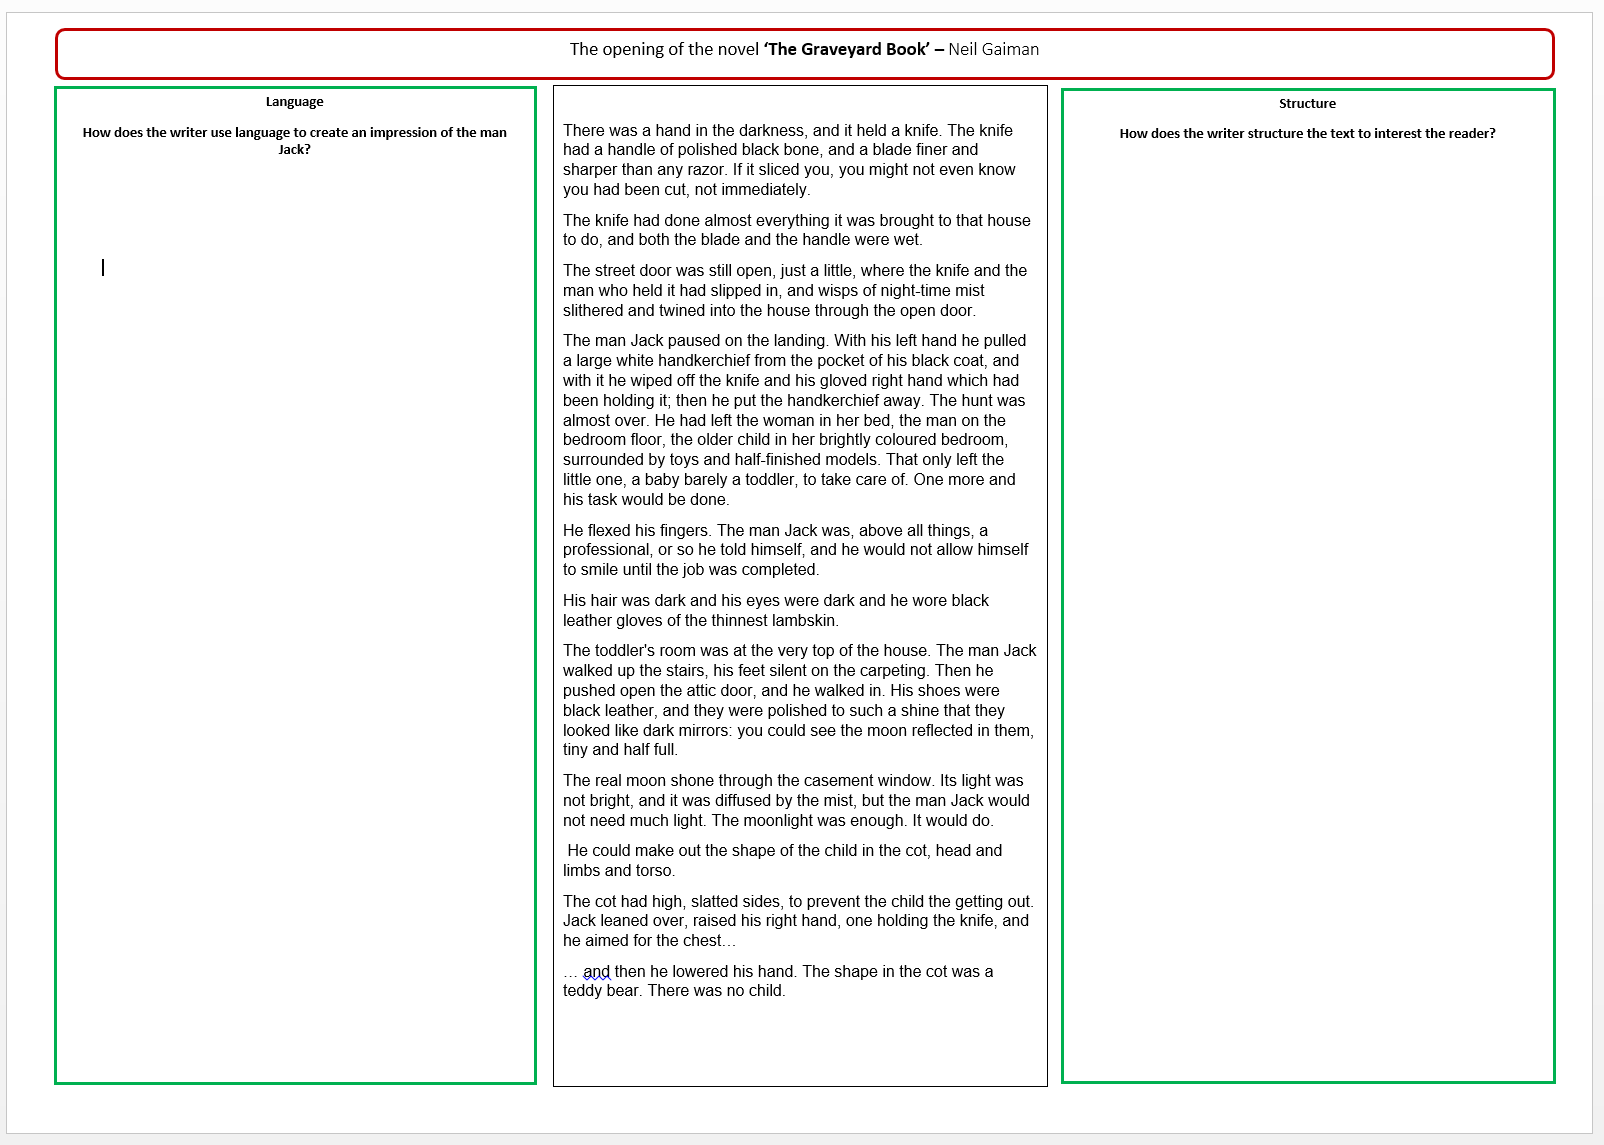 The opening of the novel ‘The Graveyard Book’ – Neil Gaiman
Language
How does the writer use language to create an impression of the man
Jack?
There was a hand in the darkness, and it held a knife. The knife
had a handle of polished black bone, and a blade finer and
sharper than any razor. If it sliced you, you might not even know
you had been cut, not immediately.
The knife had done almost everything it was brought to that house
to do, and both the blade and the handle were wet.
The street door was still open, just a little, where the knife and the
man who held it had slipped in, and wisps of night-time mist
slithered and twined into the house through the open door.
The man Jack paused on the landing. With his left hand he pulled
a large white handkerchief from the pocket of his black coat, and
with it he wiped off the knife and his gloved right hand which had
been holding it; then he put the handkerchief away. The hunt was
almost over. He had left the woman in her bed, the man on the
bedroom floor, the older child in her brightly coloured bedroom,
surrounded by toys and half-finished models. That only left the
little one, a baby barely a toddler, to take care of. One more and
his task would be done.
He flexed his fingers. The man Jack was, above all things, a
professional, or so he told himself, and he would not allow himself
to smile until the job was completed.
His hair was dark and his eyes were dark and he wore black
leather gloves of the thinnest lambskin.
The toddler's room was at the very top of the house. The man Jack
walked up the stairs, his feet silent on the carpeting. Then he
pushed open the attic door, and he walked in. His shoes were
black leather, and they were polished to such a shine that they
looked like dark mirrors: you could see the moon reflected in them,
tiny and half full.
The real moon shone through the casement window. Its light was
not bright, and it was diffused by the mist, but the man Jack would
not need much light. The moonlight was enough. It would do.
He could make out the shape of the child in the cot, head and
limbs and torso.
The cot had high, slatted sides, to prevent the child the getting out.
Jack leaned over, raised his right hand, one holding the knife, and
he aimed for the chest…
… and then he lowered his hand. The shape in the cot was a
teddy bear. There was no child.
Structure
How does the writer structure the text to interest the reader?